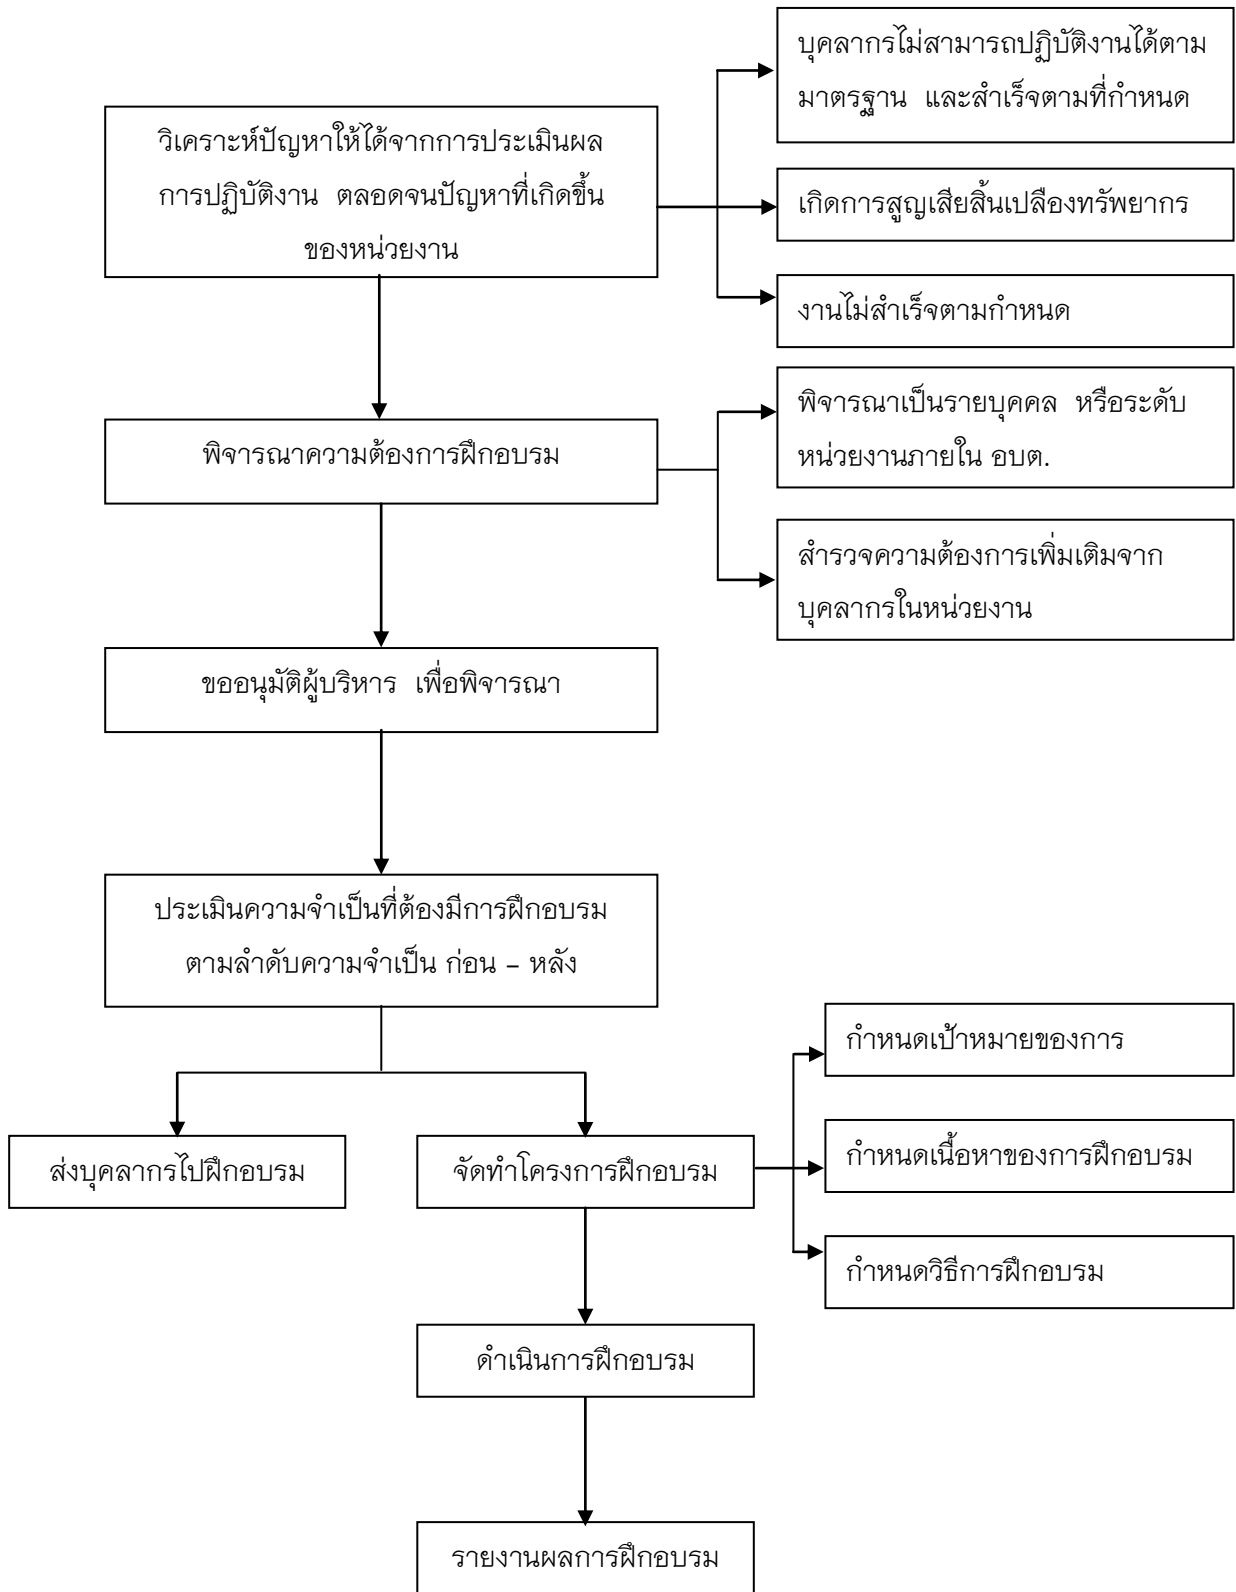 บุคลากรไม่สามารถปฏิบัติงานได้ตาม
มาตรฐาน และสำเร็จตามที่กำหนด
วิเคราะห์ปัญหาให้ได้จากการประเมินผล
การปฏิบัติงาน ตลอดจนปัญหาที่เกิดขึ้น
ของหน่วยงาน
เกิดการสูญเสียสิ้นเปลืองทรัพยากร
งานไม่สำเร็จตามกำหนด
พิจารณาความต้องการฝึกอบรม
พิจารณาเป็นรายบุคคล หรือระดับ
หน่วยงานภายใน อบต.
สำรวจความต้องการเพิ่มเติมจาก
บุคลากรในหน่วยงาน
ขออนุมัติผู้บริหาร เพื่อพิจารณา
ประเมินความจำเป็นที่ต้องมีการฝึกอบรม
ตามลำดับความจำเป็น ก่อน – หลัง
ส่งบุคลากรไปฝึกอบรม
จัดทำโครงการฝึกอบรม
กำหนดเป้าหมายของการ
กำหนดเนื้อหาของการฝึกอบรม
กำหนดวิธีการฝึกอบรม
ดำเนินการฝึกอบรม
รายงานผลการฝึกอบรม